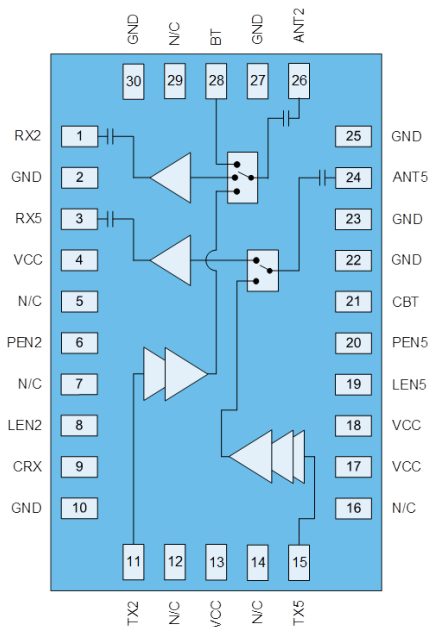 GND N/C BT GND ANT2
30 29 28 27 26
RX2 1 25 GND
GND 2 24 ANT5
RX5 3 23 GND
VCC 4 22 GND
N/C 5 21 CBT
PEN2 6 20 PEN5
N/C 7 19 LEN5
LEN2 8 18 VCC
CRX 9 17 VCC
GND 10 16 N/C
11 12 13 14 15
TX2 N/C VCC N/C TX5